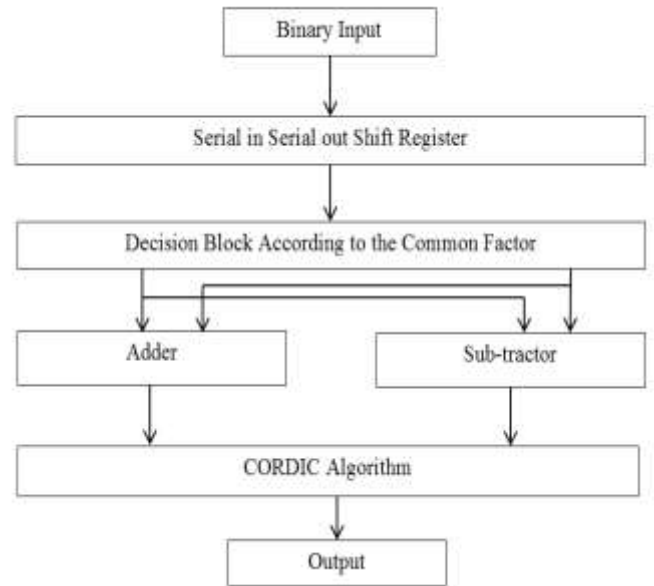 Binary Input
Serial in Serial out Shift Register
Decision Block According to the Common Factor
Adder
Sub-tractor
CORDIC Algorithm
Output